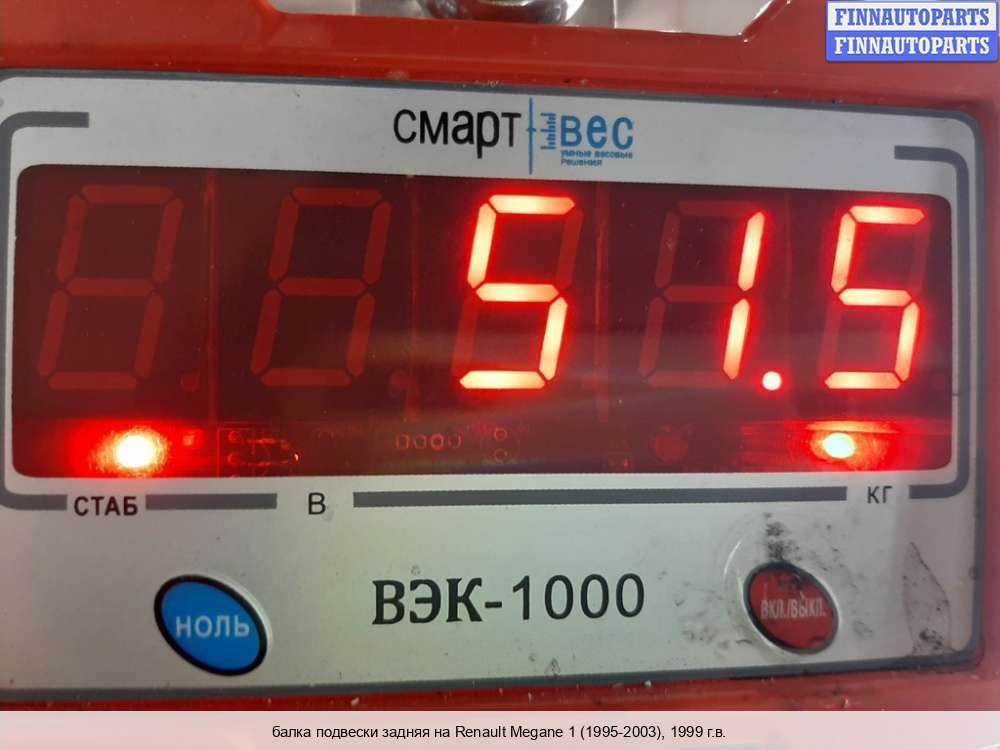 FINNAUTOPARTS
FINNAUTOPARTS
смарт вес
умные весовые
решения
51.5
СТАБ В КГ
ВЭК-1000
НОЛЬ ВКЛ./ВЫКЛ.
балка подвески задняя на Renault Megane 1 (1995-2003), 1999 г.в.